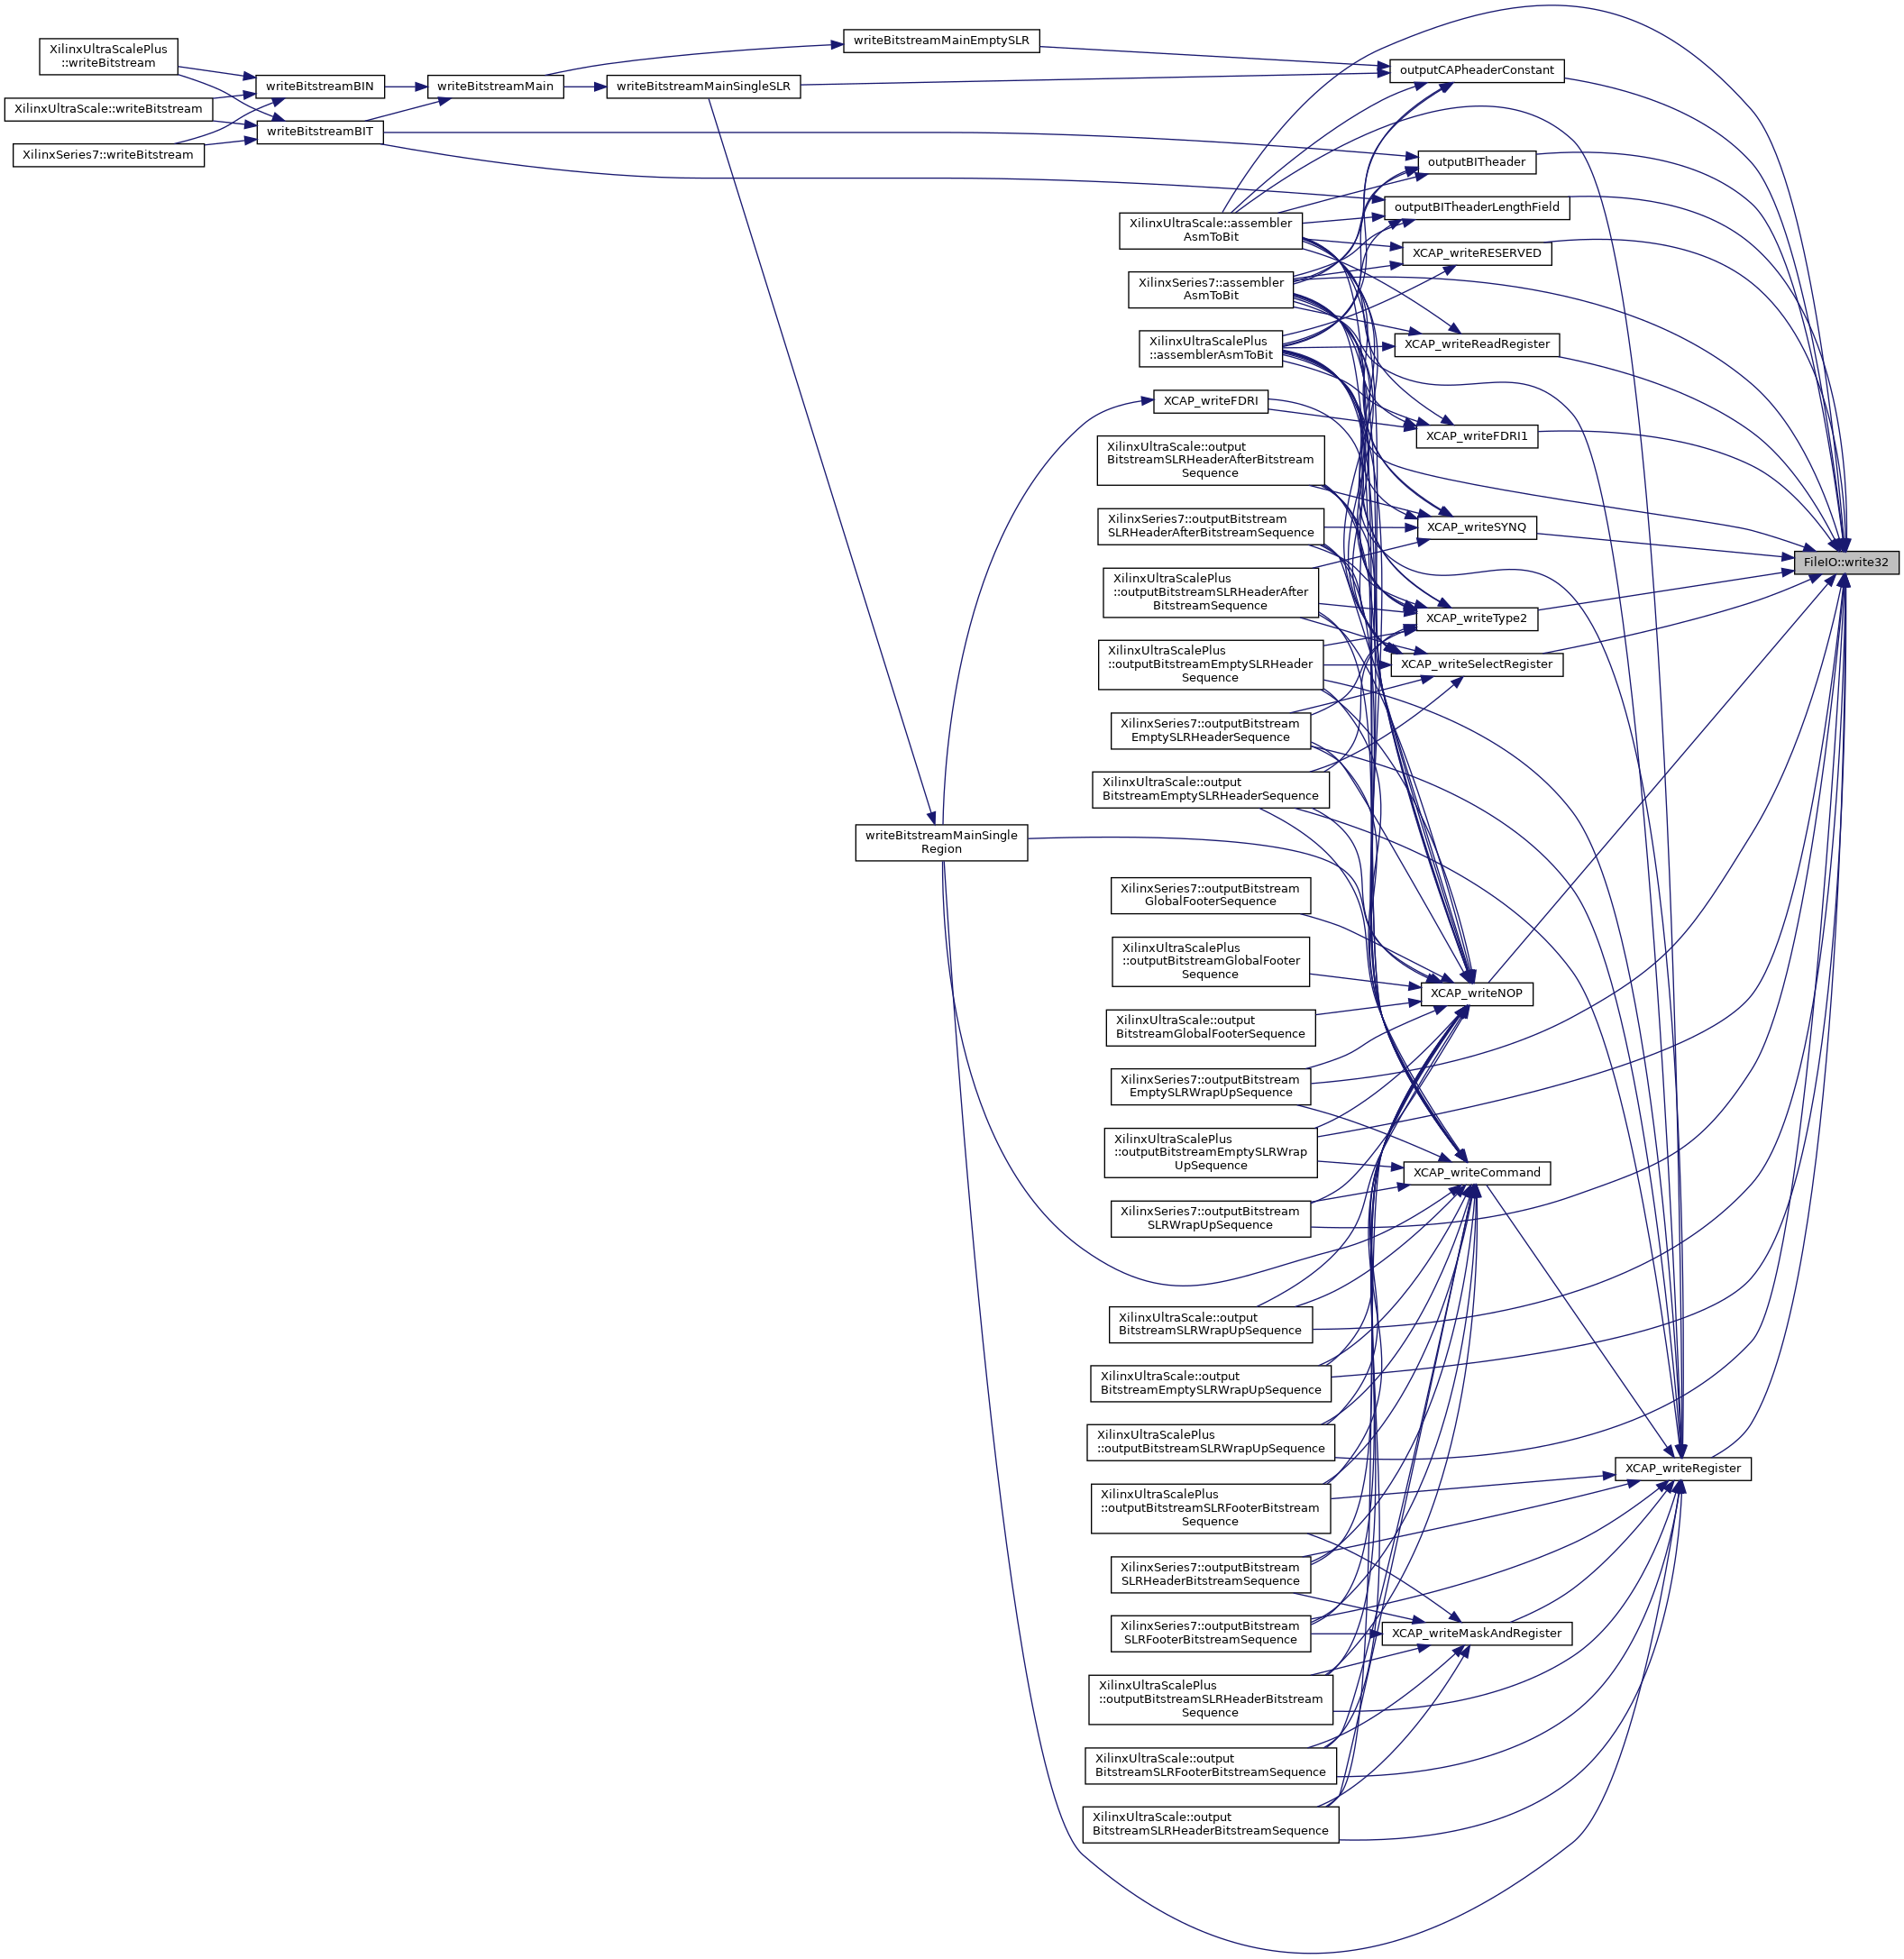 XilinxUltraScalePlus
::writeBitstream
XilinxUltraScale::writeBitstream
XilinxSeries7::writeBitstream
writeBitstreamBIN
writeBitstreamBIT
writeBitstreamMain
writeBitstreamMainSingleSLR
writeBitstreamMainEmptySLR
writeBitstreamMainSingle
Region
XilinxUltraScale::assembler
AsmToBit
XilinxSeries7::assembler
AsmToBit
XilinxUltraScalePlus
::assemblerAsmToBit
XCAP_writeFDRI
XilinxUltraScale::output
BitstreamSLRHeaderAfterBitstream
Sequence
XilinxSeries7::outputBitstream
SLRHeaderAfterBitstreamSequence
XilinxUltraScalePlus
::outputBitstreamSLRHeaderAfter
BitstreamSequence
XilinxUltraScalePlus
::outputBitstreamEmptySLRHeader
Sequence
XilinxSeries7::outputBitstream
EmptySLRHeaderSequence
XilinxUltraScale::output
BitstreamEmptySLRHeaderSequence
XilinxSeries7::outputBitstream
GlobalFooterSequence
XilinxUltraScalePlus
::outputBitstreamGlobalFooter
Sequence
XilinxUltraScale::output
BitstreamGlobalFooterSequence
XilinxSeries7::outputBitstream
EmptySLRWrapUpSequence
XilinxUltraScalePlus
::outputBitstreamEmptySLRWrap
UpSequence
XilinxSeries7::outputBitstream
SLRWrapUpSequence
XilinxUltraScale::output
BitstreamSLRWrapUpSequence
XilinxUltraScale::output
BitstreamEmptySLRWrapUpSequence
XilinxUltraScalePlus
::outputBitstreamSLRWrapUpSequence
XilinxUltraScalePlus
::outputBitstreamSLRFooterBitstream
Sequence
XilinxSeries7::outputBitstream
SLRHeaderBitstreamSequence
XilinxSeries7::outputBitstream
SLRFooterBitstreamSequence
XilinxUltraScalePlus
::outputBitstreamSLRHeaderBitstream
Sequence
XilinxUltraScale::output
BitstreamSLRFooterBitstreamSequence
XilinxUltraScale::output
BitstreamSLRHeaderBitstreamSequence
outputCAPheaderConstant
outputBITheader
outputBITheaderLengthField
XCAP_writeRESERVED
XCAP_writeReadRegister
XCAP_writeFDRI1
XCAP_writeSYNQ
XCAP_writeType2
XCAP_writeSelectRegister
XCAP_writeNOP
XCAP_writeCommand
XCAP_writeMaskAndRegister
XCAP_writeRegister
FileIO::write32